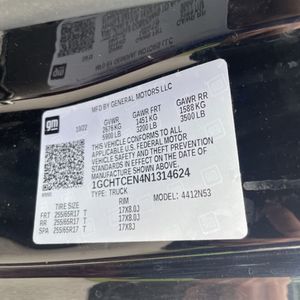 gm
MFD BY GENERAL MOTORS LLC
10/22 GVWR GAWR FRT GAWR RR
2676 KG 1451 KG 1588 KG
5900 LB 3200 LB 3500 LB
THIS VEHICLE CONFORMS TO ALL APPLICABLE
U.S. FEDERAL MOTOR VEHICLE SAFETY, BUMPER, AND
THEFT PREVENTION STANDARDS IN
EFFECT ON THE DATE OF MANUFACTURE SHOWN ABOVE.
1GCHTCEN4N1314624
TYPE: TRUCK MODEL: 4412N53
TIRE SIZE RIM
FRT 255/65R17 T 17X8.0J
RR 255/65R17 T 17X8.0J
SPA 255/65R17 T 17X8J